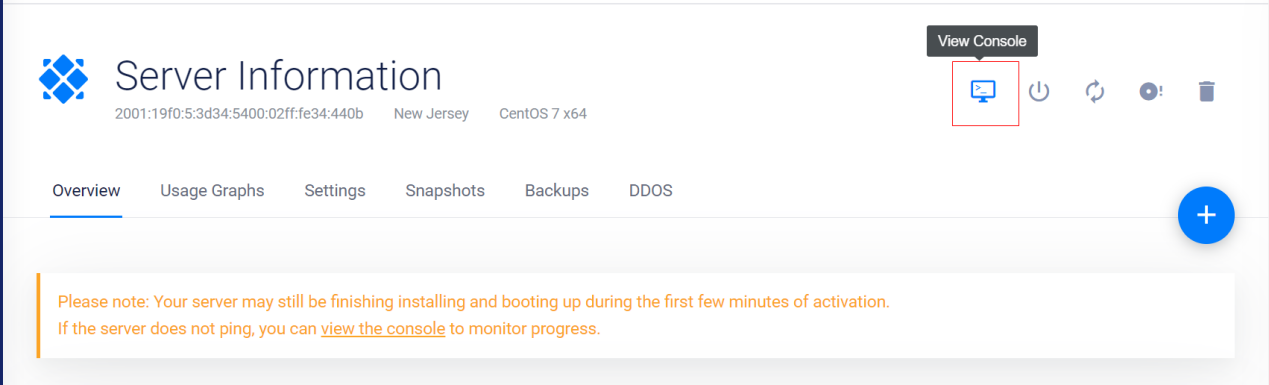 View Console
Server Information
2001:19f0:5:3d34:5400:02ff:fe34:440b New Jersey CentOS 7 x64
Overview Usage Graphs Settings Snapshots Backups DDOS
Please note: Your server may still be finishing installing and booting up during the first few minutes of activation.
If the server does not ping, you can view the console to monitor progress.